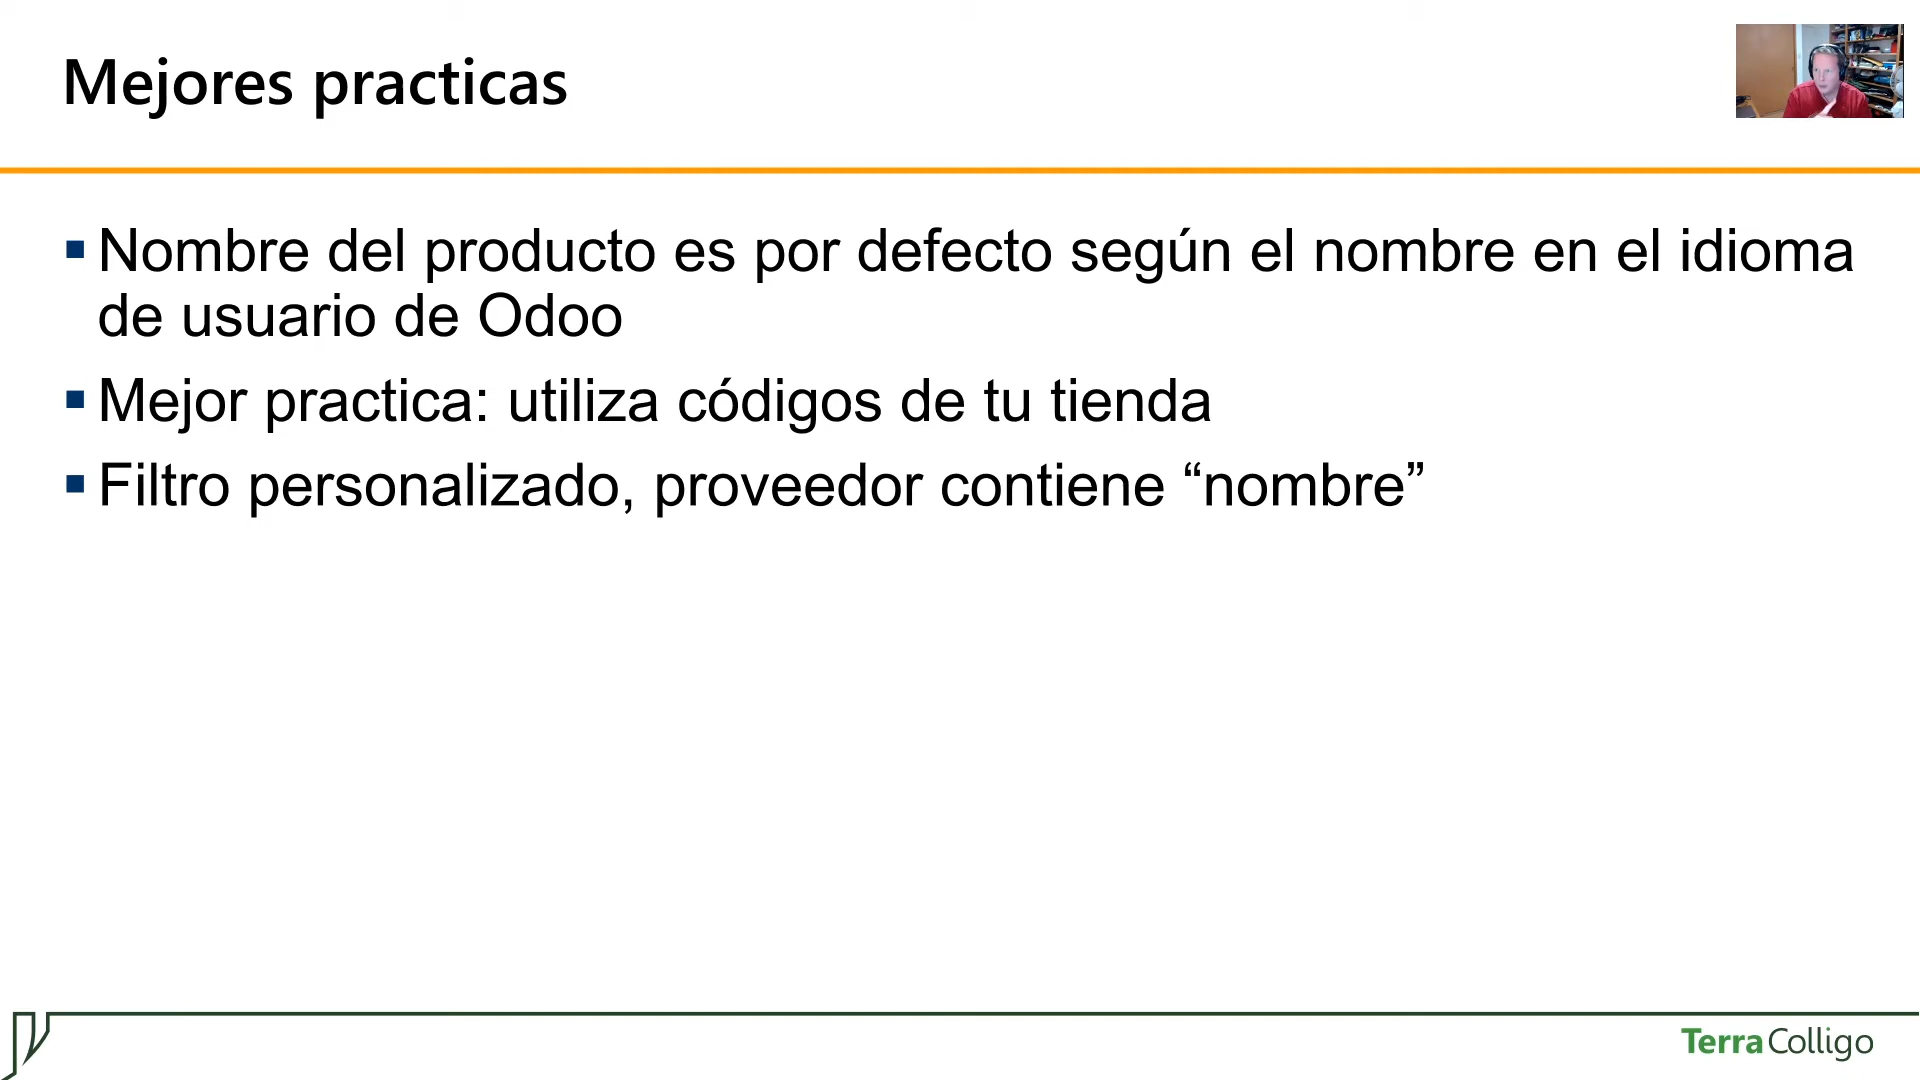 Mejores practicas
Nombre del producto es por defecto según el nombre en el idioma
de usuario de Odoo
Mejor practica: utiliza códigos de tu tienda
Filtro personalizado, proveedor contiene “nombre”
TerraColligo